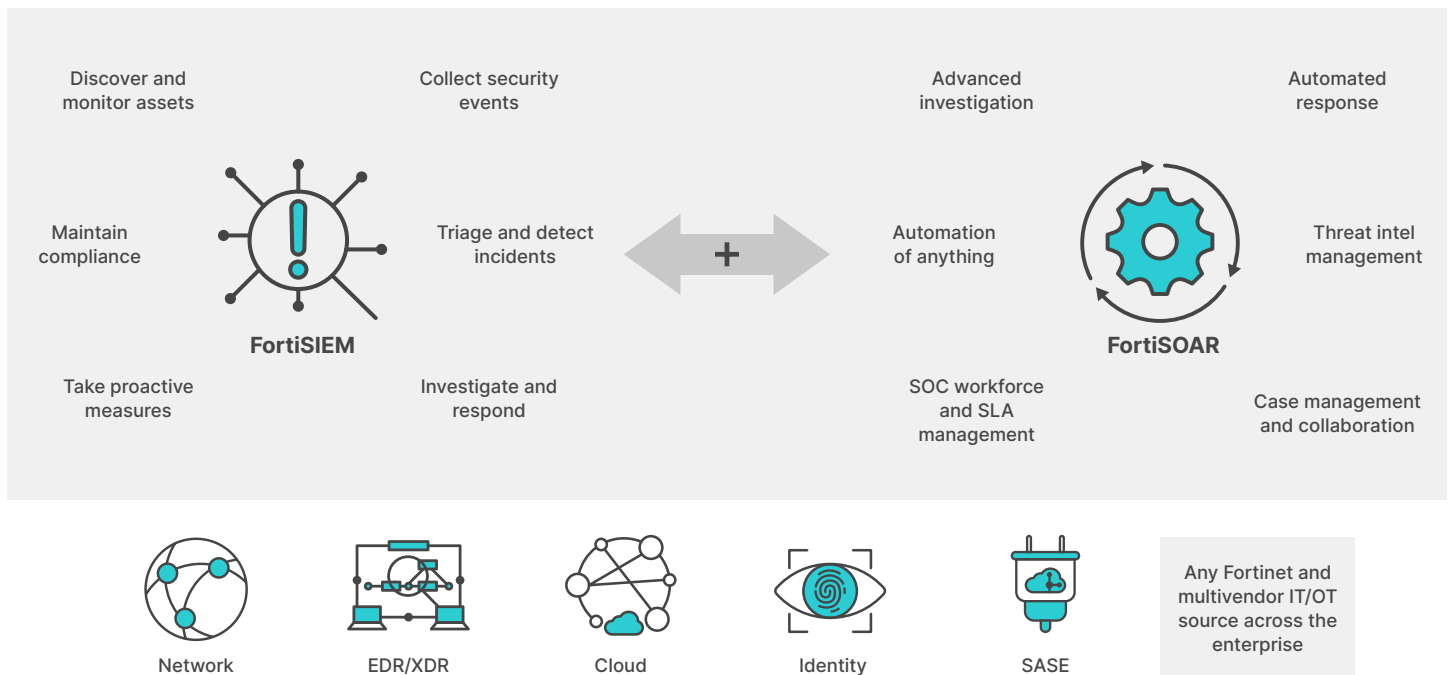 Discover and
monitor assets
Collect security
events
Maintain
compliance
Triage and detect
incidents
FortiSIEM
Take proactive
measures
Investigate and
respond
+
Advanced
investigation
Automated
response
Automation
of anything
Threat intel
management
FortiSOAR
SOC workforce
and SLA
management
Case management
and collaboration
Network
EDR/XDR
Cloud
Identity
SASE
Any Fortinet and
multivendor IT/OT
source across the
enterprise